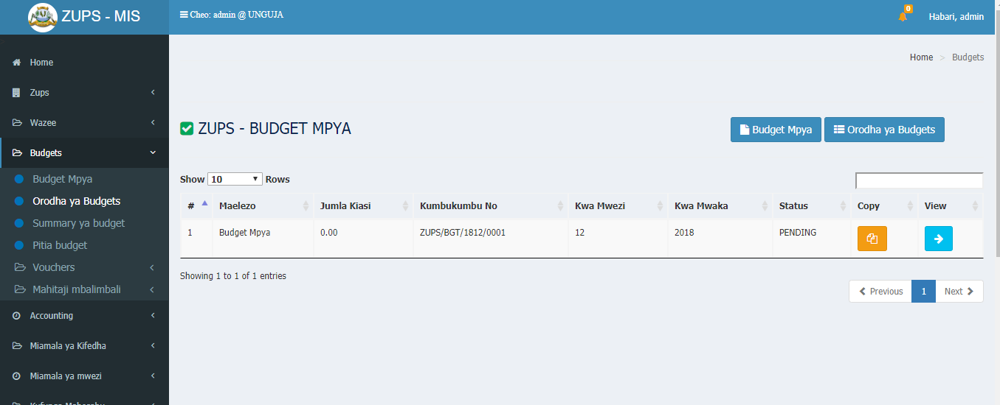 ZUPS - MIS
Cheo: admin @ UNGUJA
0
Habari, admin
Home
Zups
Wazee
Budgets
Budget Mpya
Orodha ya Budgets
Summary ya budget
Pitia budget
Vouchers
Mahitaji mbalimbali
Accounting
Miamala ya Kifedha
Miamala ya mwezi
Home > Budgets
ZUPS - BUDGET MPYA
Budget Mpya
Orodha ya Budgets
Show 10 Rows
# Maelezo Jumla Kiasi Kumbukumbu No Kwa Mwezi Kwa Mwaka Status Copy View
1 Budget Mpya 0.00 ZUPS/BGT/1812/0001 12 2018 PENDING
Showing 1 to 1 of 1 entries
Previous 1 Next